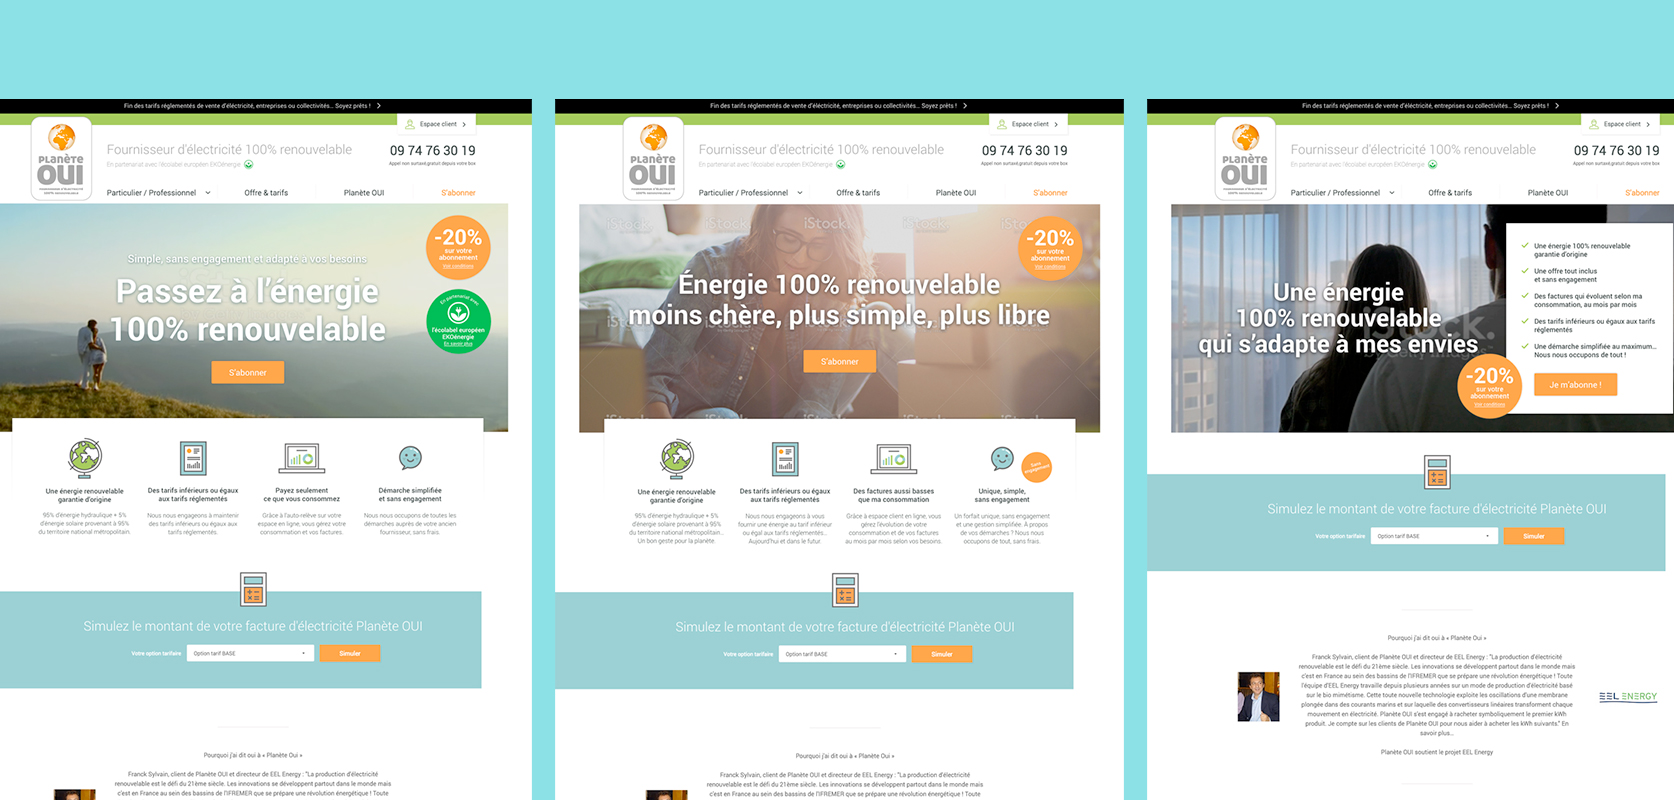 Fin des tarifs réglementés de vente d'éléctricité, entreprises ou collectivités... Soyez prêts !
Espace client
PLANÈTE
OUI
Fournisseur d'électricité 100% renouvelable
En partenariat avec l'écolabel européen EKOénergie
09 74 76 30 19
Appel non surtaxé, gratuit depuis votre box
Particulier / Professionnel
Offre & tarifs
Planète OUI
S'abonner
Simple, sans engagement et adapté à vos besoins
Passez à l'énergie
100% renouvelable
S'abonner
-20%
sur votre
abonnement
Voir conditions
En partenariat avec
l'écolabel européen
EKOénergie
En savoir plus
Une énergie renouvelable
garantie d'origine
95% d'énergie hydraulique + 5%
d'énergie solaire provenant à 95%
du territoire national métropolitain.
Des tarifs inférieurs ou égaux
aux tarifs réglementés
Nous nous engageons à maintenir
des tarifs inférieurs ou égaux aux
tarifs réglementés.
Payez seulement
ce que vous consommez
Grâce à l'auto-relève sur votre
espace en ligne, vous gérez votre
consommation et vos factures.
Démarche simplifiée
et sans engagement
Nous nous occupons de toutes les
démarches auprès de votre ancien
fournisseur, sans frais.
Simulez le montant de votre facture d'électricité Planète OUI
Votre option tarifaire
Option tarif BASE
Simuler
Pourquoi j'ai dit oui à « Planète Oui »
Franck Sylvain, client de Planète OUI et directeur de EEL Energy : "La production d'électricité
renouvelable est le défi du 21ème siècle. Les innovations se développent partout dans le monde mais
c'est en France au sein des bassins de l'IFREMER que se prépare une révolution énergétique ! Toute
Fin des tarifs réglementés de vente d'éléctricité, entreprises ou collectivités... Soyez prêts !
Espace client
PLANÈTE
OUI
Fournisseur d'électricité 100% renouvelable
En partenariat avec l'écolabel européen EKOénergie
09 74 76 30 19
Appel non surtaxé, gratuit depuis votre box
Particulier / Professionnel
Offre & tarifs
Planète OUI
S'abonner
iStock.
Énergie 100% renouvelable
moins chère, plus simple, plus libre
S'abonner
-20%
sur votre
abonnement
Voir conditions
Une énergie renouvelable
garantie d'origine
95% d'énergie hydraulique + 5%
d'énergie solaire provenant à 95%
du territoire national métropolitain...
Un bon geste pour la planète.
Des tarifs inférieurs ou égaux
aux tarifs réglementés
Nous nous engageons à vous
fournir une énergie au tarif inférieur
ou égal aux tarifs réglementés...
Aujourd'hui et dans le futur.
Des factures aussi basses
que ma consommation
Grâce à espace client en ligne, vous
gérez l'évolution de votre
consommation et de vos factures
au mois par mois selon vos besoins.
Sans
engagement
Unique, simple,
sans engagement
Un forfait unique, sans engagement
et une gestion simplifiée. À propos
de vos démarches ? Nous nous
occupons de tout, sans frais.
Simulez le montant de votre facture d'électricité Planète OUI
Votre option tarifaire
Option tarif BASE
Simuler
Pourquoi j'ai dit oui à « Planète Oui »
Franck Sylvain, client de Planète OUI et directeur de EEL Energy : "La production d'électricité
renouvelable est le défi du 21ème siècle. Les innovations se développent partout dans le monde mais
c'est en France au sein des bassins de l'IFREMER que se prépare une révolution énergétique ! Toute
Fin des tarifs réglementés de vente d'éléctricité, entreprises ou collectivités... Soyez prêts !
Espace client
PLANÈTE
OUI
Fournisseur d'électricité 100% renouvelable
En partenariat avec l'écolabel européen EKOénergie
09 74 76 30 19
Appel non surtaxé, gratuit depuis votre box
Particulier / Professionnel
Offre & tarifs
Planète OUI
S'abonner
Une énergie
100% renouvelable
qui s'adapte à mes envies
-20%
sur votre
abonnement
Voir conditions
Une énergie 100% renouvelable
garantie d'origine
Une offre tout inclus
et sans engagement
Des factures qui évoluent selon ma
consommation, au mois par mois
Des tarifs inférieurs ou égaux aux tarifs
réglementés
Une démarche simplifiée au maximum...
Nous nous occupons de tout !
Je m'abonne !
Simulez le montant de votre facture d'électricité Planète OUI
Votre option tarifaire
Option tarif BASE
Simuler
Pourquoi j'ai dit oui à « Planète Oui »
Franck Sylvain, client de Planète OUI et directeur de EEL Energy : "La production d'électricité
renouvelable est le défi du 21ème siècle. Les innovations se développent partout dans le monde mais
c'est en France au sein des bassins de l'IFREMER que se prépare une révolution énergétique ! Toute
l'équipe d'EEL Energy travaille depuis plusieurs années sur un mode de production d'électricité basé
sur le bio mimétisme. Cette toute nouvelle technologie exploite les oscillations d'une membrane
plongée dans des courants marins et sur laquelle des convertisseurs linéaires transforment chaque
mouvement en électricité. Planète OUI s'est engagé à racheter symboliquement le premier kWh
produit. Je compte sur les clients de Planète OUI pour nous aider à acheter les kWh suivants." En
savoir plus...
Planète OUI soutient le projet EEL Energy
EEL ENERGY